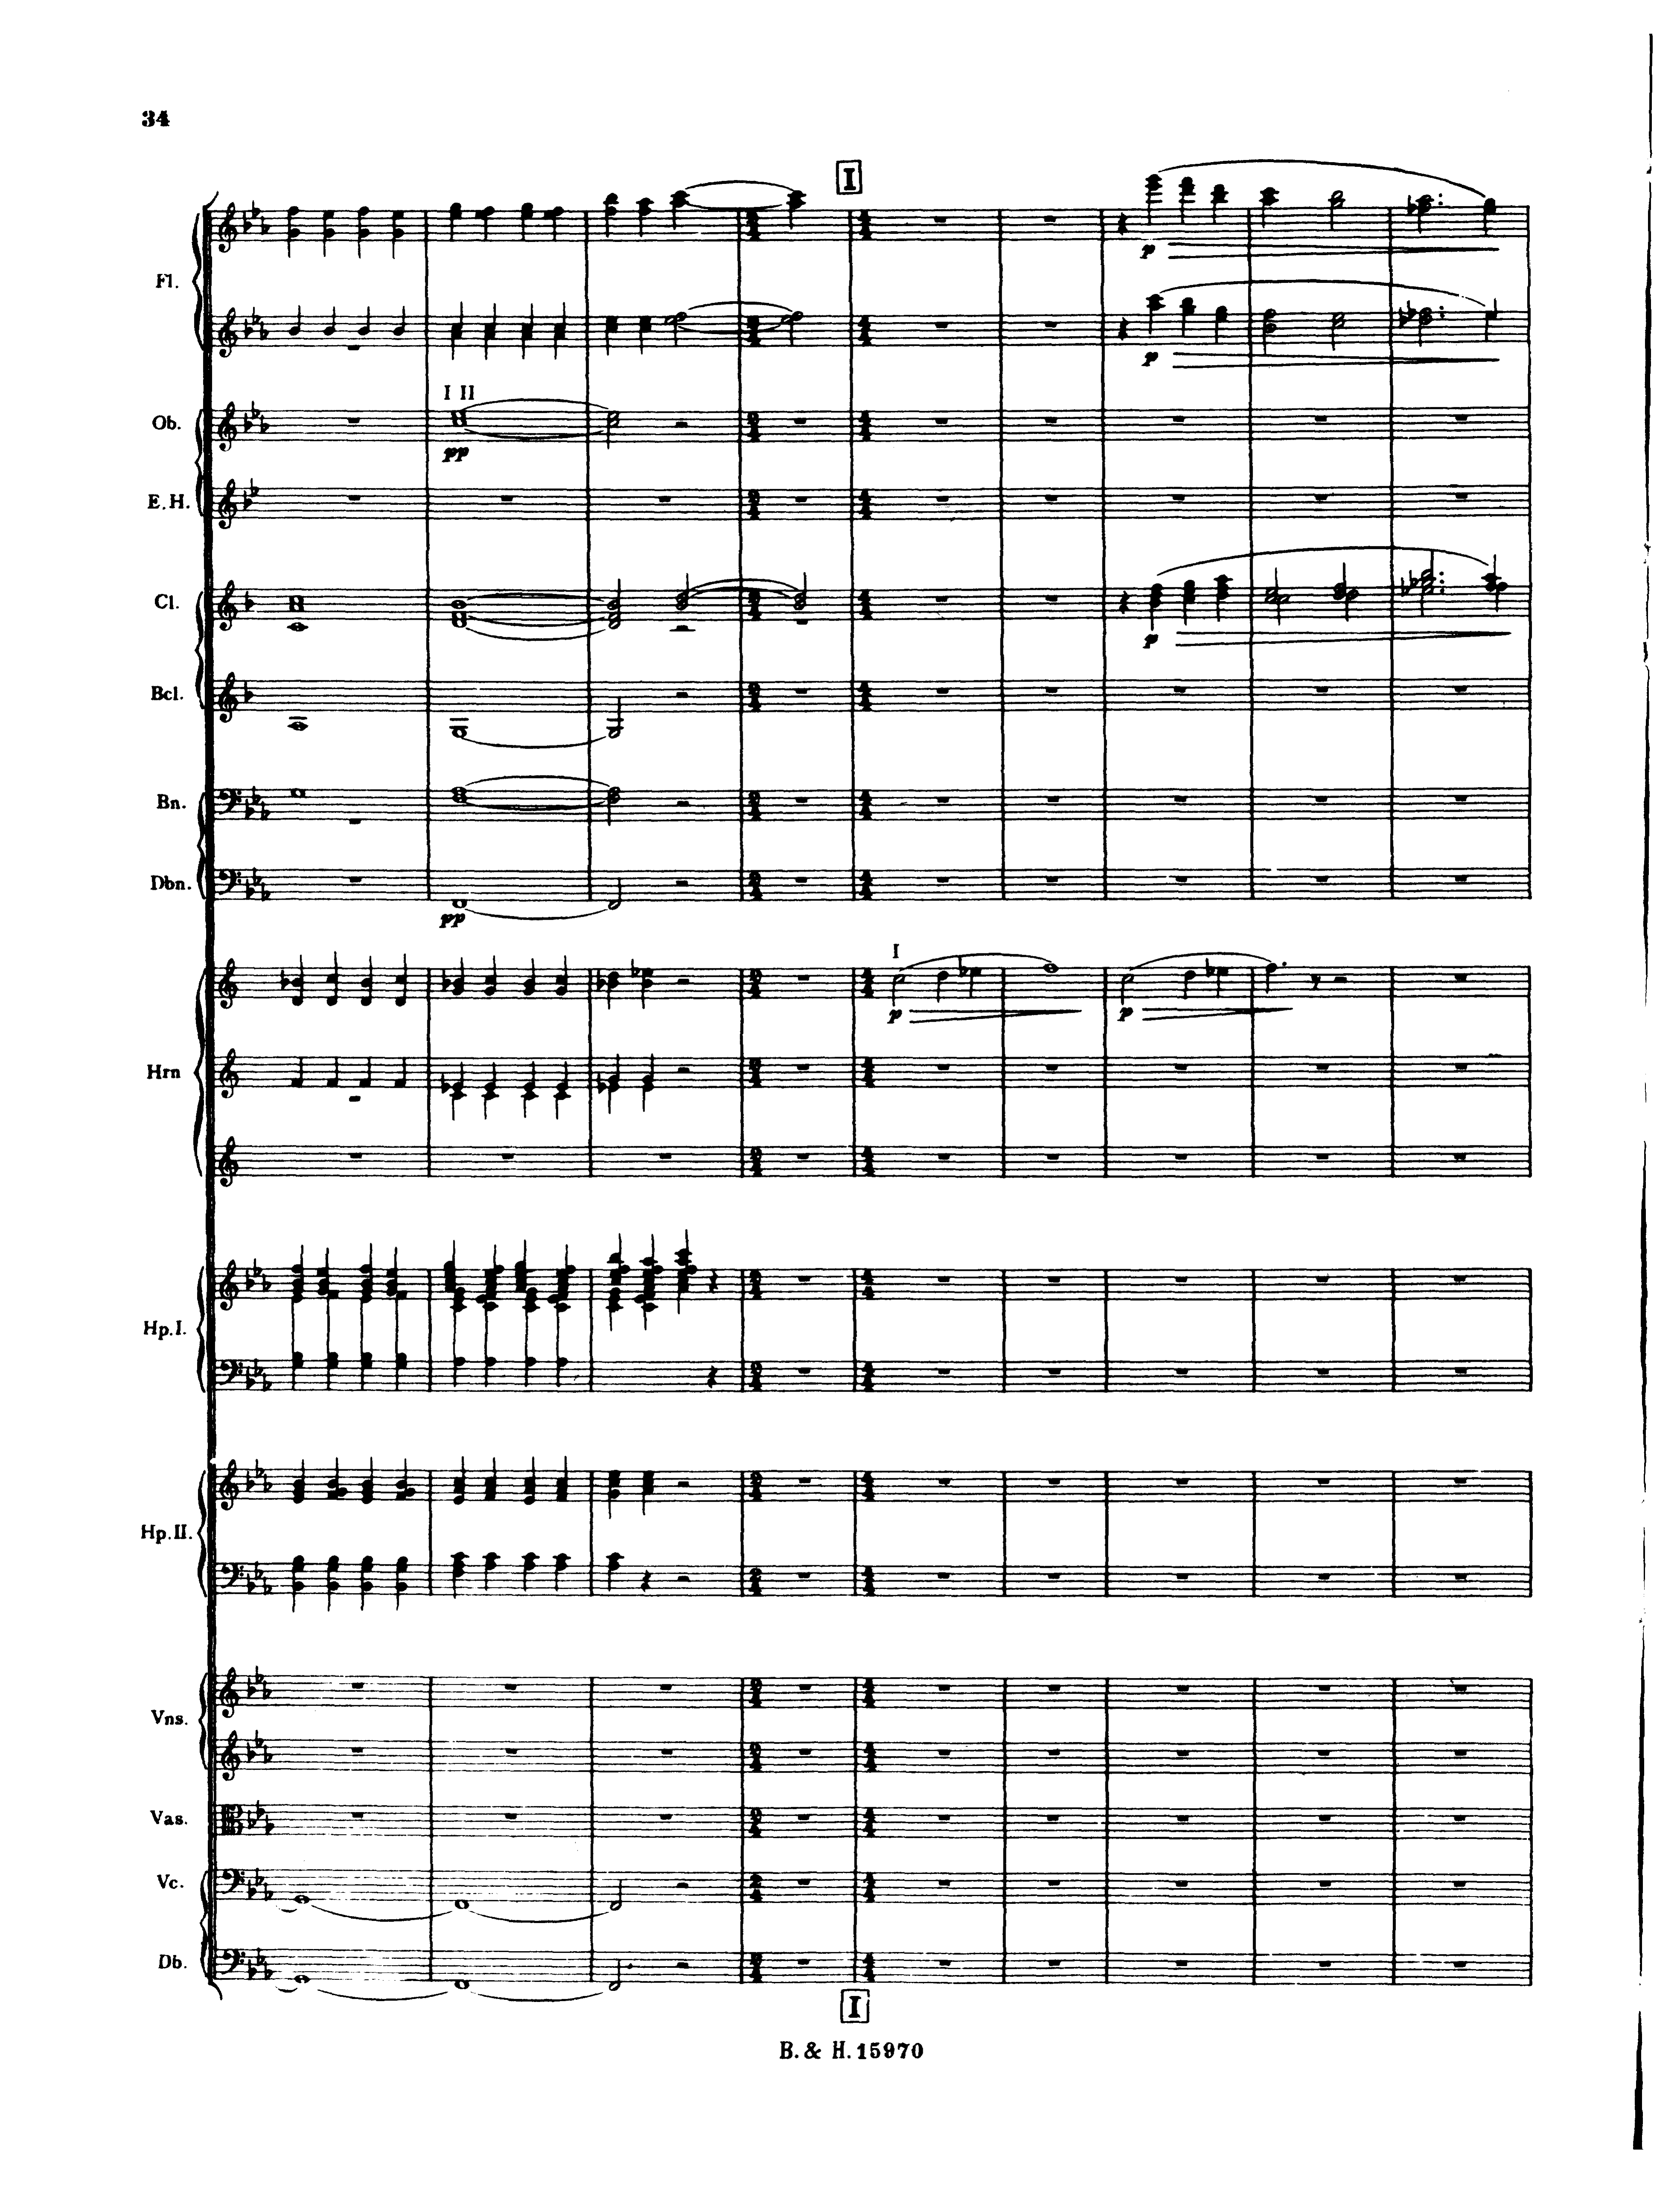 34
I
Fl.
p
p
I II
Ob.
pp
E.H.
Cl.
p
Bcl.
Bn.
Dbn.
pp
I
p
p
Hrn
Hp.I.
Hp.II.
Vns.
Vas.
Vc.
Db.
I
B. & H. 15970